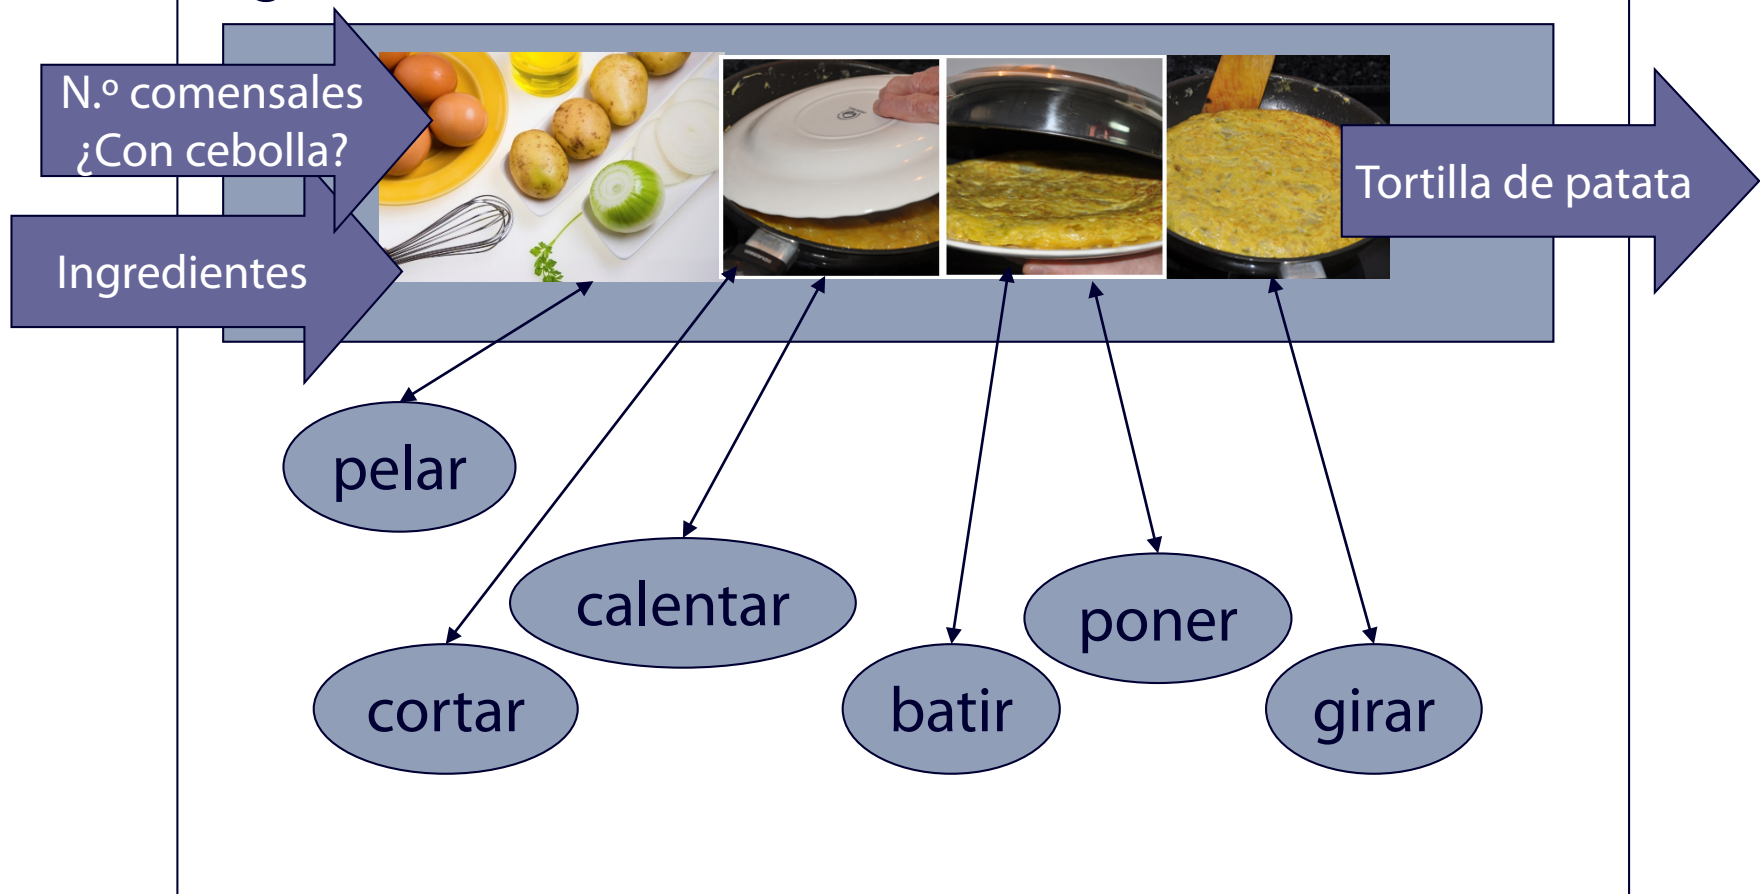 N.º comensales
¿Con cebolla?
Ingredientes
Tortilla de patata
pelar
calentar
poner
cortar
batir
girar